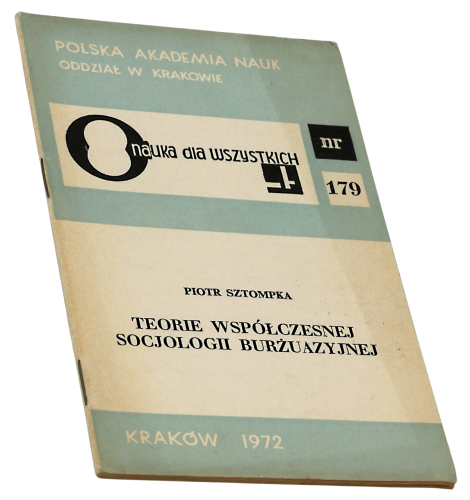 POLSKA AKADEMIA NAUK
ODDZIAŁ W KRAKOWIE
nauka dla wszystkich
nr
179
PIOTR SZTOMPKA
TEORIE WSPÓŁCZESNEJ
SOCJOLOGII BURŻUAZYJNEJ
KRAKÓW 1972